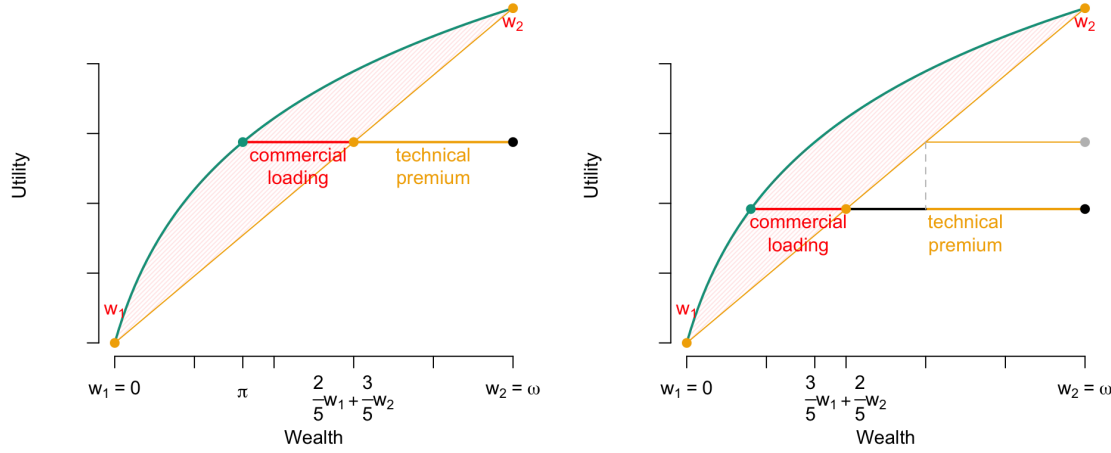 w₂
Utility
commercial
loading
technical
premium
w₁
w₁ = 0
π
2/5 w₁ + 3/5 w₂
w₂ = ω
Wealth
w₂
Utility
commercial
loading
technical
premium
w₁
w₁ = 0
3/5 w₁ + 2/5 w₂
w₂ = ω
Wealth